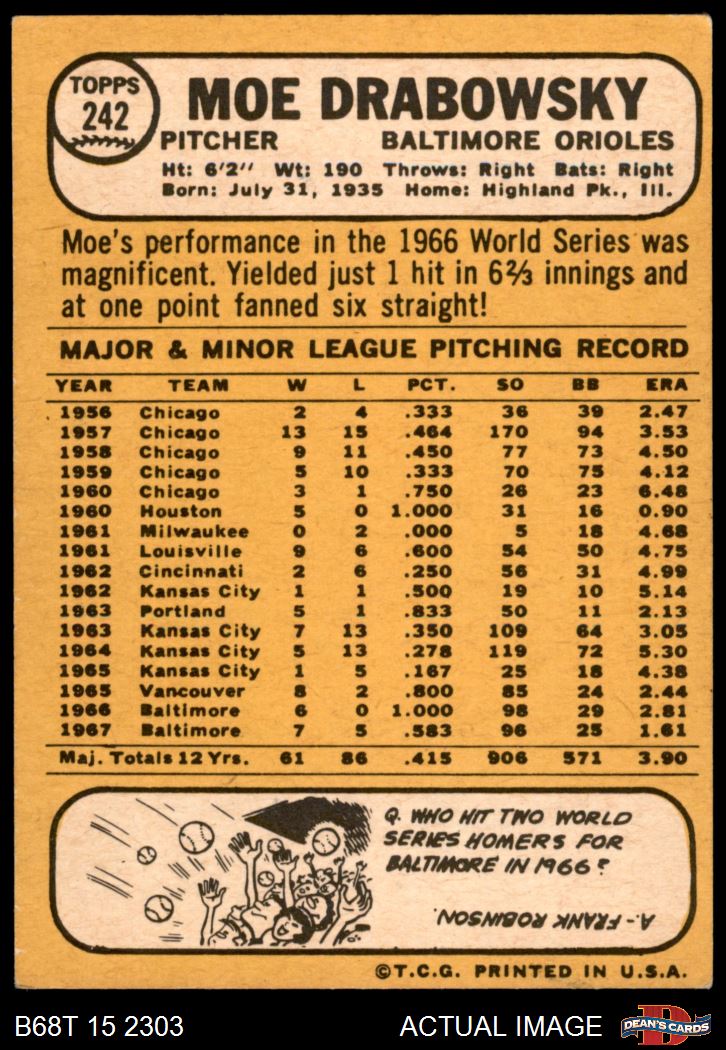 TOPPS
242
MOE DRABOWSKY
PITCHER BALTIMORE ORIOLES
Ht: 6'2" Wt: 190 Throws: Right Bats: Right
Born: July 31, 1935 Home: Highland Pk., Ill.
Moe's performance in the 1966 World Series was
magnificent. Yielded just 1 hit in 6⅔ innings and
at one point fanned six straight!
MAJOR & MINOR LEAGUE PITCHING RECORD
YEAR TEAM W L PCT. SO BB ERA
1956 Chicago 2 4 .333 36 39 2.47
1957 Chicago 13 15 .464 170 94 3.53
1958 Chicago 9 11 .450 77 73 4.50
1959 Chicago 5 10 .333 70 75 4.12
1960 Chicago 3 1 .750 26 23 6.48
1960 Houston 5 0 1.000 31 16 0.90
1961 Milwaukee 0 2 .000 5 18 4.68
1961 Louisville 9 6 .600 54 50 4.75
1962 Cincinnati 2 6 .250 56 31 4.99
1962 Kansas City 1 1 .500 19 10 5.14
1963 Portland 5 1 .833 50 11 2.13
1963 Kansas City 7 13 .350 109 64 3.05
1964 Kansas City 5 13 .278 119 72 5.30
1965 Kansas City 1 5 .167 25 18 4.38
1965 Vancouver 8 2 .800 85 24 2.44
1966 Baltimore 6 0 1.000 98 29 2.81
1967 Baltimore 7 5 .583 96 25 1.61
Maj. Totals 12 Yrs. 61 86 .415 906 571 3.90
Q. WHO HIT TWO WORLD
SERIES HOMERS FOR
BALTIMORE IN 1966?
A.- FRANK ROBINSON.
©T.C.G. PRINTED IN U.S.A.
B68T 15 2303 ACTUAL IMAGE
D
DEAN'S CARDS